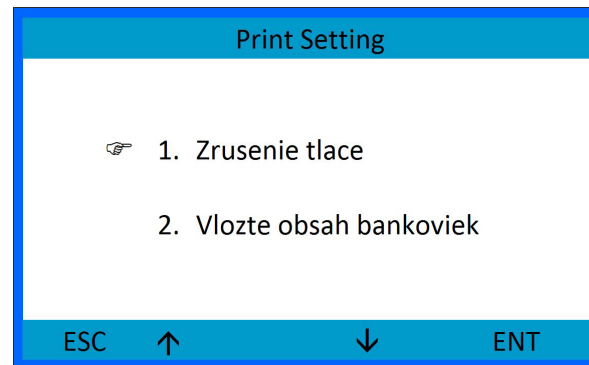 Print Setting
☞ 1. Zrusenie tlace
2. Vlozte obsah bankoviek
ESC ↑ ↓ ENT